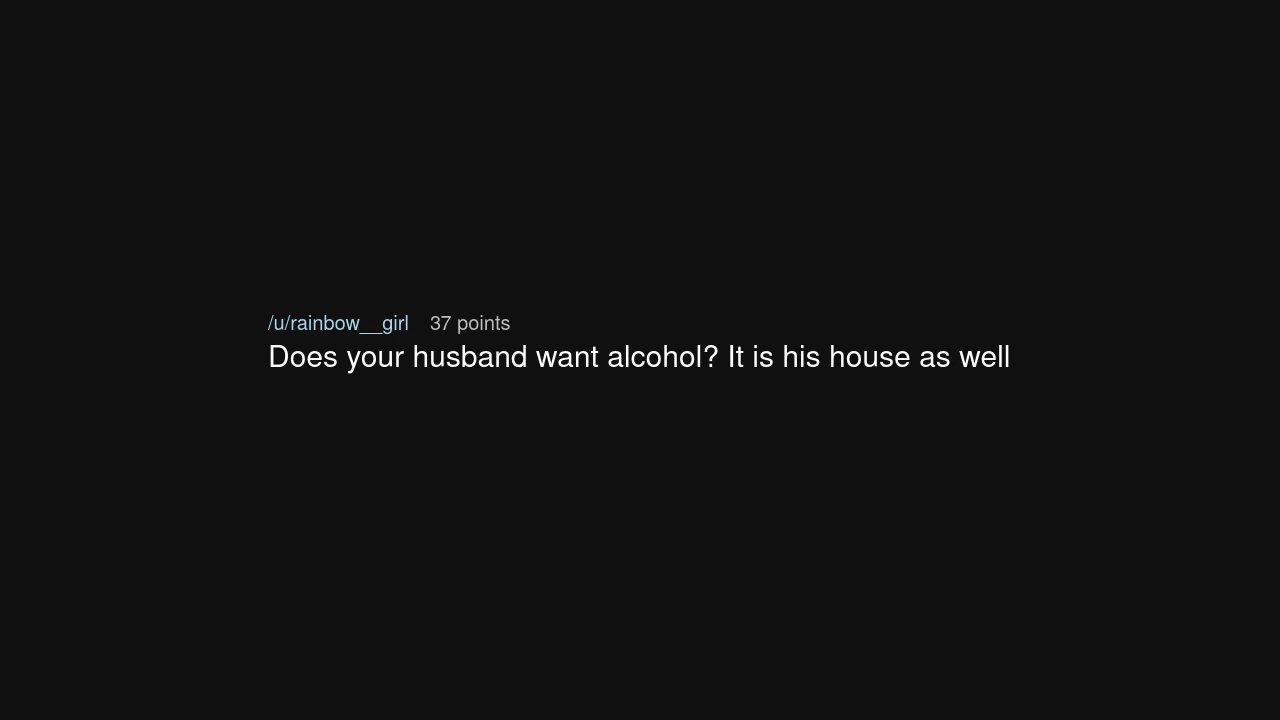 /u/rainbow__girl 37 points
Does your husband want alcohol? It is his house as well